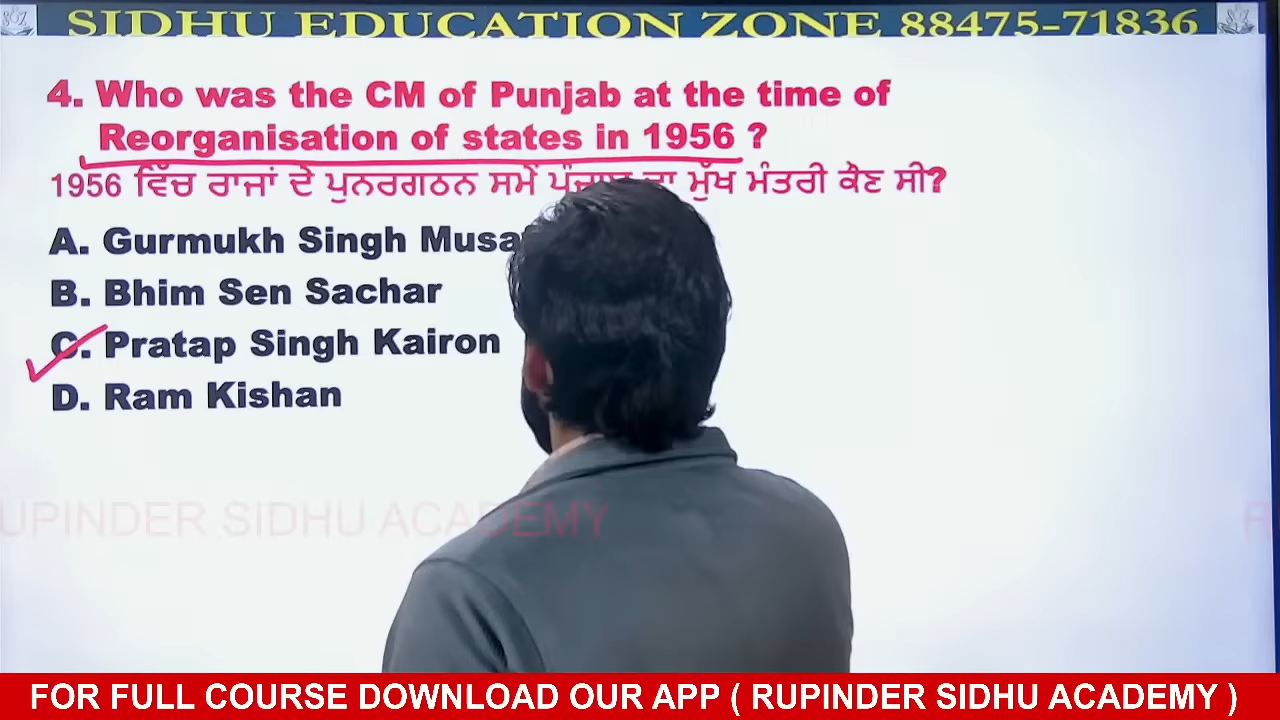 SIDHU EDUCATION ZONE 88475-71836
4. Who was the CM of Punjab at the time of
Reorganisation of states in 1956 ?
1956 ਵਿੱਚ ਰਾਜਾਂ ਦੇ ਪੁਨਰਗਠਨ ਸਮੇਂ ਮੁੱਖ ਮੰਤਰੀ ਕੌਣ ਸੀ?
A. Gurmukh Singh
B. Bhim Sen Sachar
C. Pratap Singh Kairon
D. Ram Kishan
RUPINDER SIDHU ACADEMY
FOR FULL COURSE DOWNLOAD OUR APP ( RUPINDER SIDHU ACADEMY )